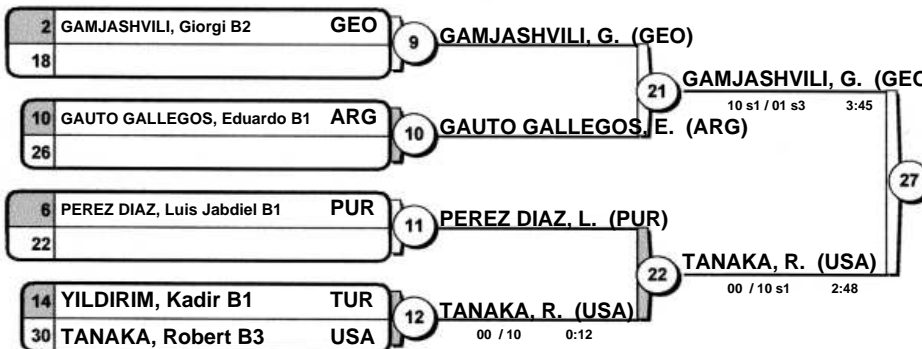 2 GAMJASHVILI, Giorgi B2 GEO
18
9 GAMJASHVILI, G. (GEO)
21 GAMJASHVILI, G. (GEO
10 s1 / 01 s3 3:45
10 GAUTO GALLEGOS, Eduardo B1 ARG
26
10 GAUTO GALLEGOS, E. (ARG)
27
6 PEREZ DIAZ, Luis Jabdiel B1 PUR
22
11 PEREZ DIAZ, L. (PUR)
22 TANAKA, R. (USA)
00 / 10 s1 2:48
14 YILDIRIM, Kadir B1 TUR
30 TANAKA, Robert B3 USA
12 TANAKA, R. (USA)
00 / 10 0:12